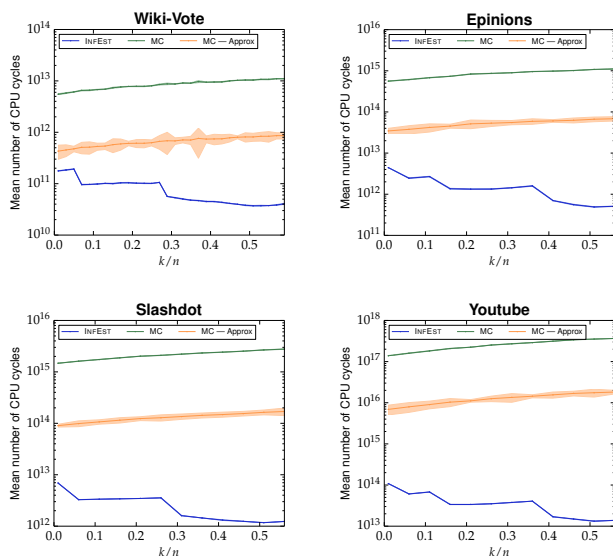 Wiki-Vote
INFEST MC MC — Approx
Mean number of CPU cycles
10^14
10^13
10^12
10^11
10^10
0.0 0.1 0.2 0.3 0.4 0.5
k/n
Epinions
INFEST MC MC — Approx
Mean number of CPU cycles
10^16
10^15
10^14
10^13
10^12
10^11
0.0 0.1 0.2 0.3 0.4 0.5
k/n
Slashdot
INFEST MC MC — Approx
Mean number of CPU cycles
10^16
10^15
10^14
10^13
10^12
0.0 0.1 0.2 0.3 0.4 0.5
k/n
Youtube
INFEST MC MC — Approx
Mean number of CPU cycles
10^18
10^17
10^16
10^15
10^14
10^13
0.0 0.1 0.2 0.3 0.4 0.5
k/n